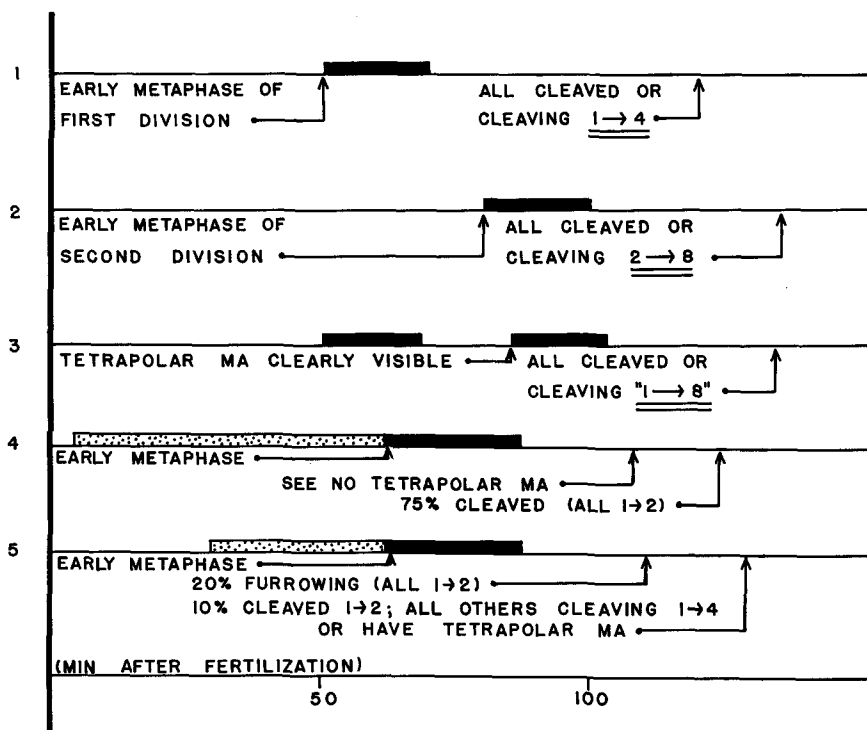 1
EARLY METAPHASE OF
FIRST DIVISION
ALL CLEAVED OR
CLEAVING 1→4
2
EARLY METAPHASE OF
SECOND DIVISION
ALL CLEAVED OR
CLEAVING 2→8
3
TETRAPOLAR MA CLEARLY VISIBLE
ALL CLEAVED OR
CLEAVING "1→8"
4
EARLY METAPHASE
SEE NO TETRAPOLAR MA
75% CLEAVED (ALL 1→2)
5
EARLY METAPHASE
20% FURROWING (ALL 1→2)
10% CLEAVED 1→2; ALL OTHERS CLEAVING 1→4
OR HAVE TETRAPOLAR MA
(MIN AFTER FERTILIZATION)
50 100